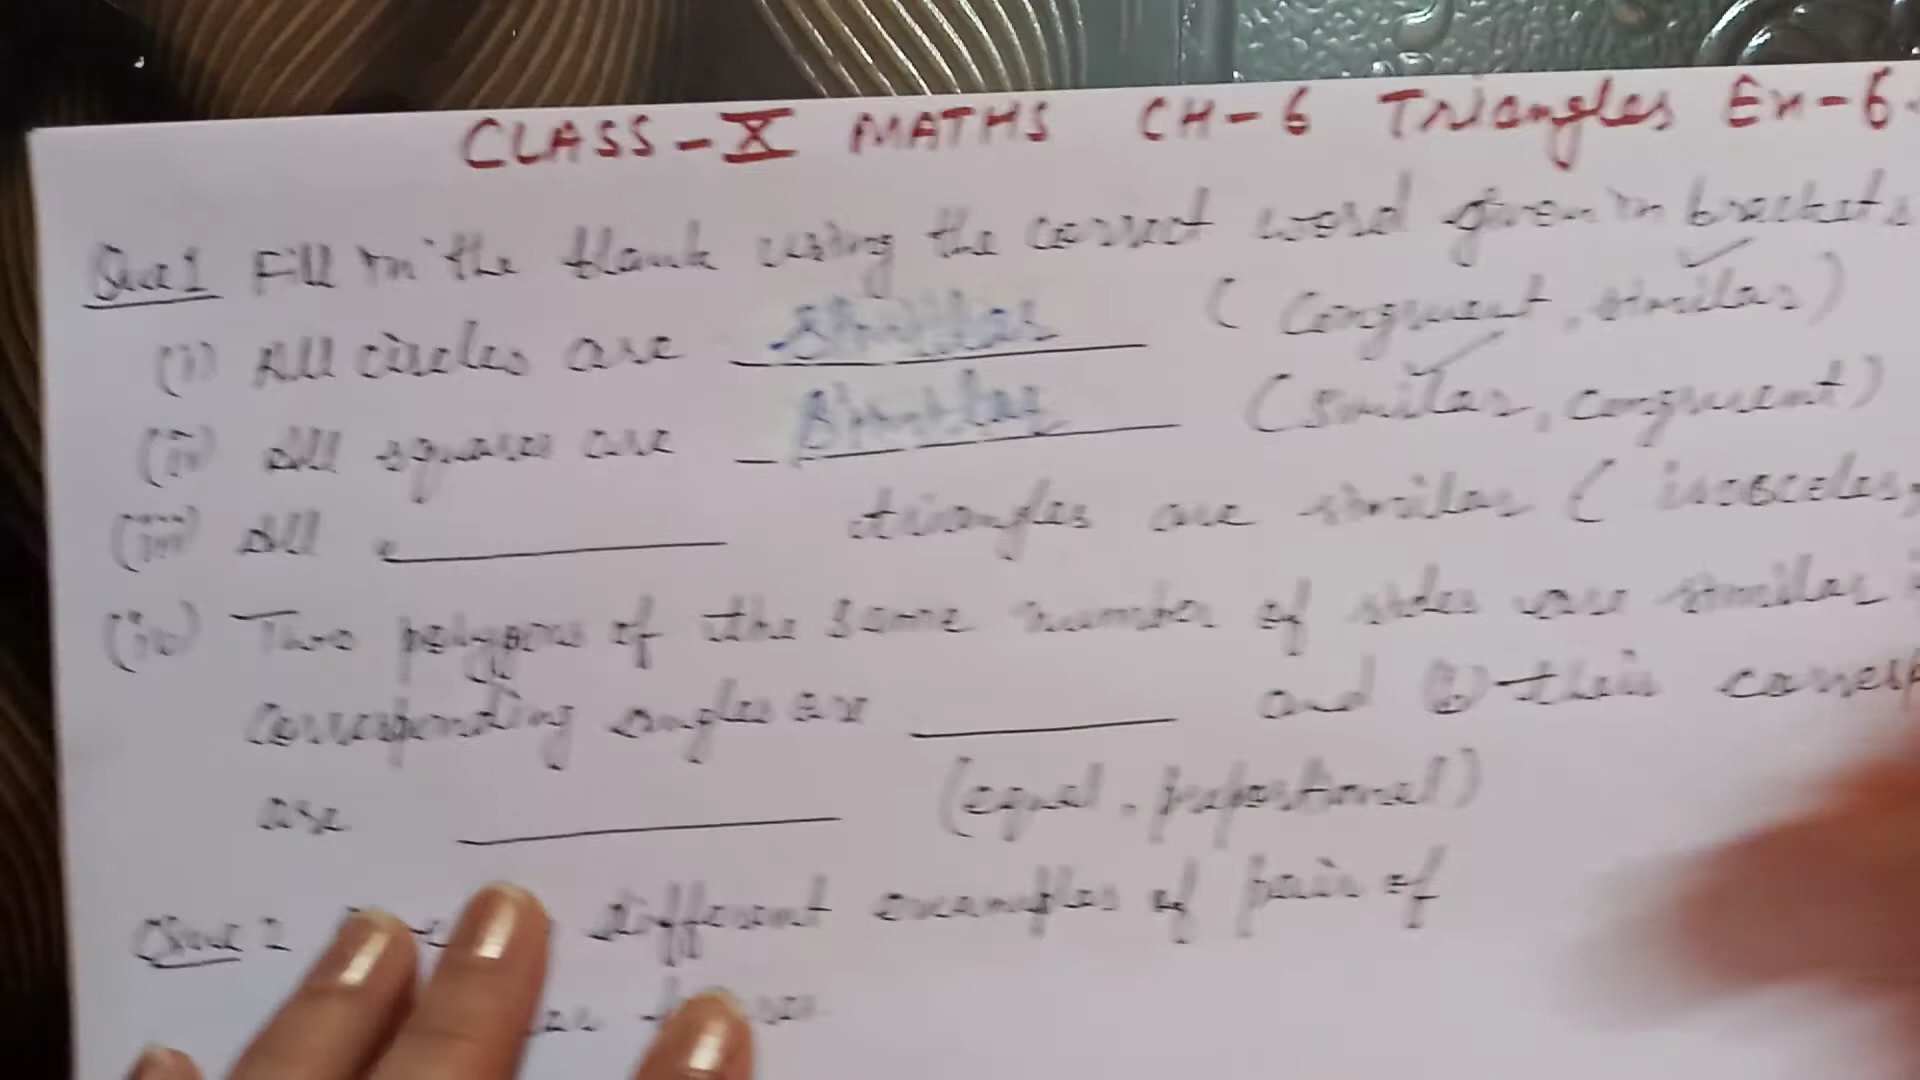 CLASS-X MATHS CH-6 Triangles Ex-6.
Que1 Fill in the blank using the correct word given in brackets
(i) All circles are similar (congruent, similar)
(ii) All squares are similar (similar, congruent)
(iii) All triangles are similar (isosceles,
(iv) Two polygons of the same number of sides are similar
corresponding angles are and (b) their corresp
are (equal, proportional)
Que 2 different examples of pair of